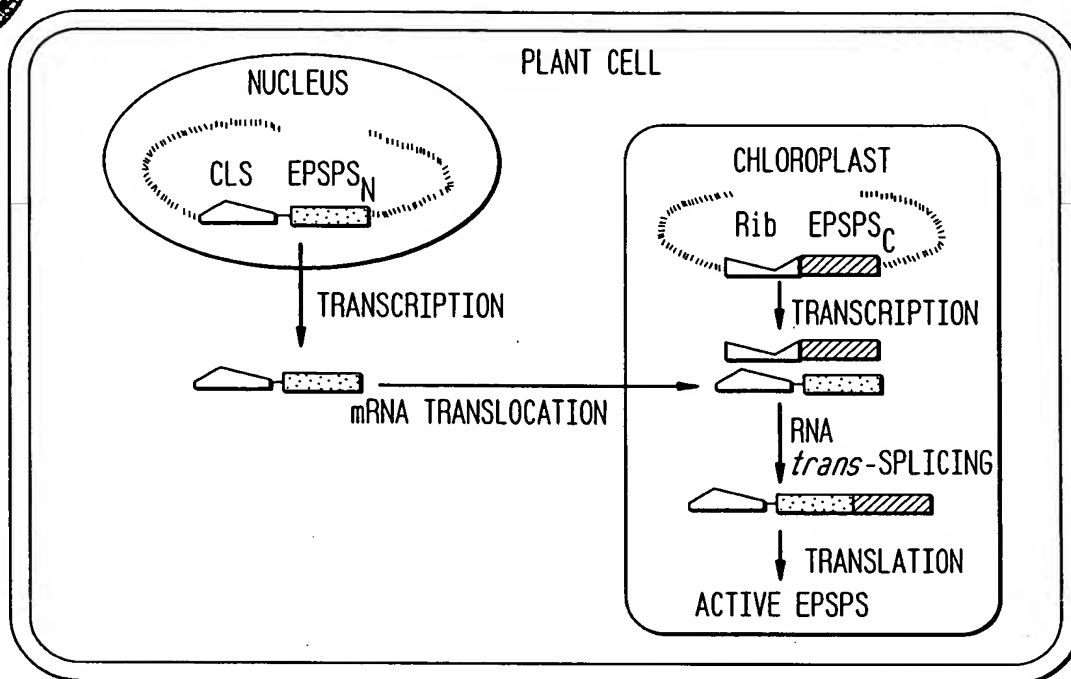 PLANT CELL
NUCLEUS
CLS EPSPS_N
TRANSCRIPTION
mRNA TRANSLOCATION
CHLOROPLAST
Rib EPSPS_C
TRANSCRIPTION
RNA
trans-SPLICING
TRANSLATION
ACTIVE EPSPS